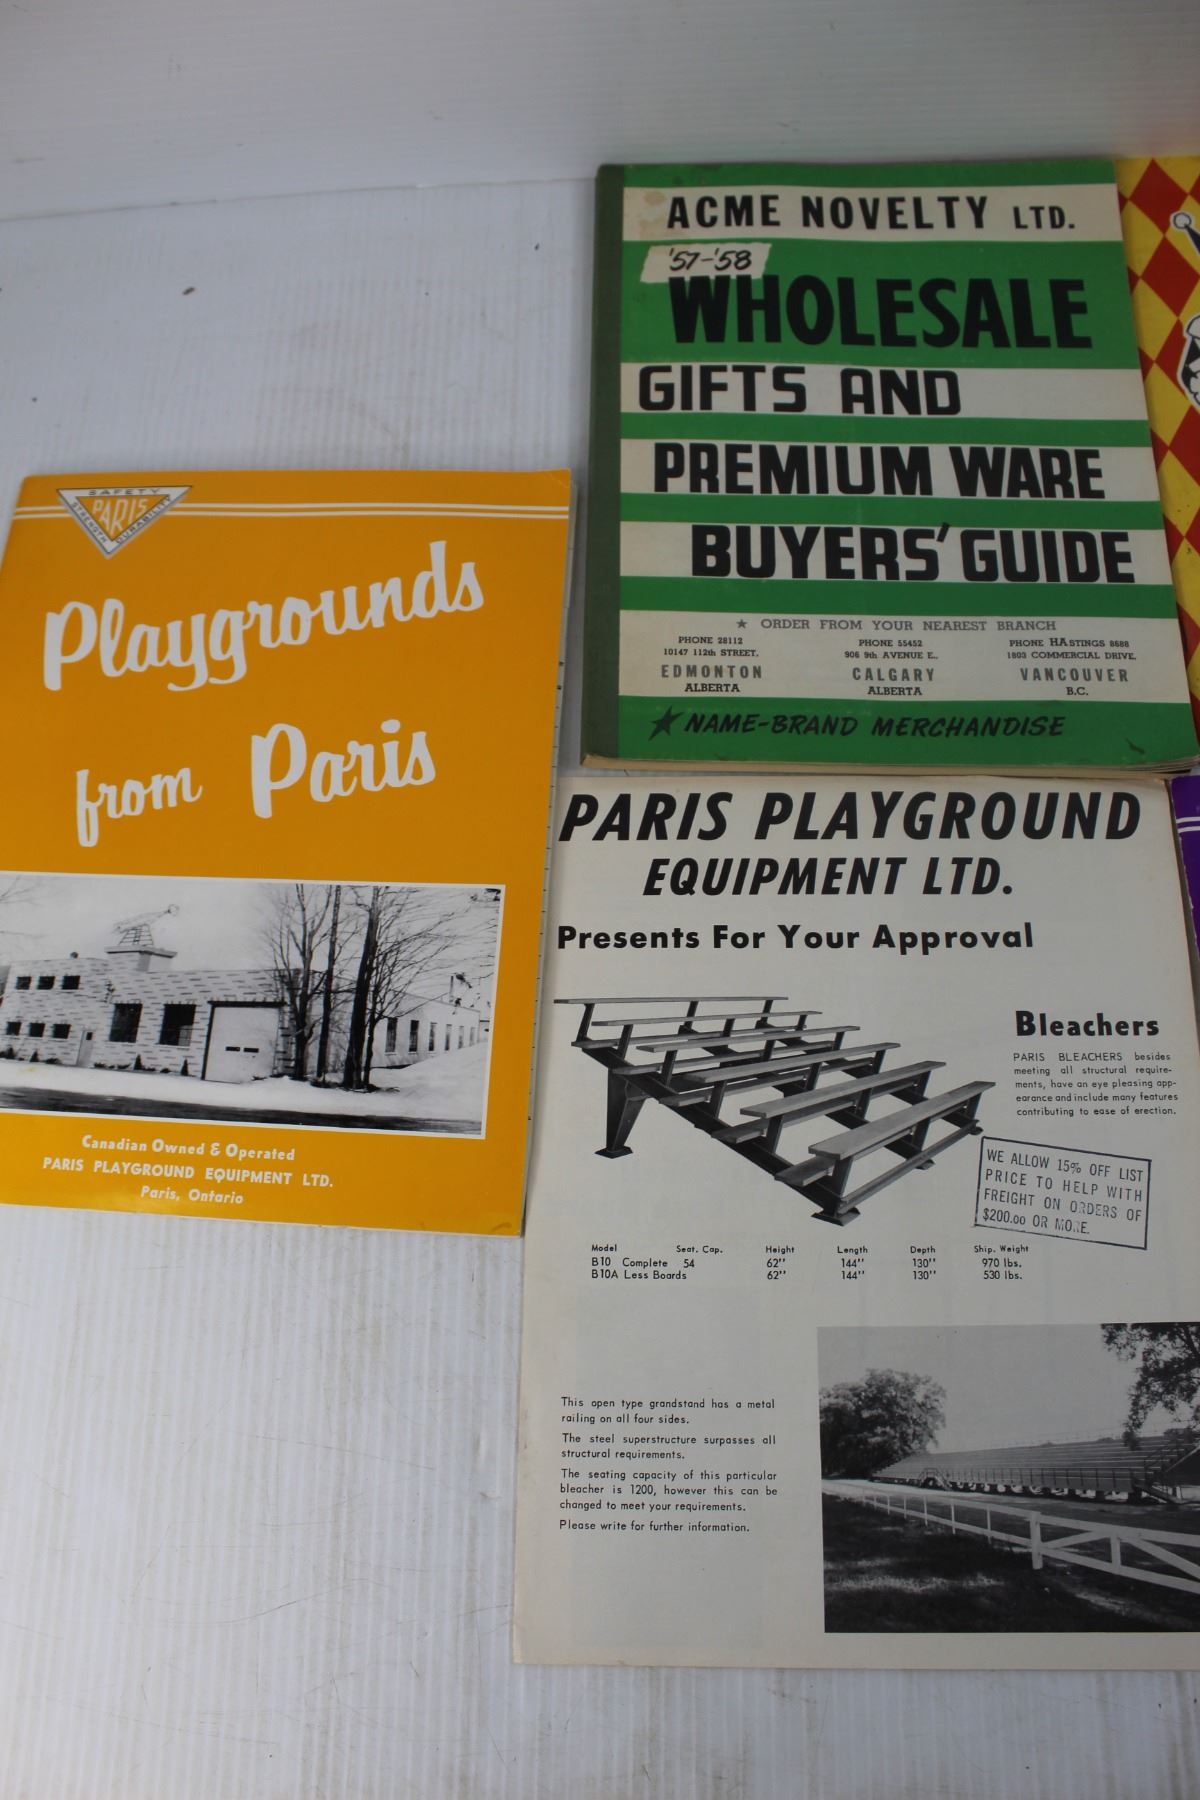 SAFETY
PARIS
STRENGTH
DURABILITY
Playgrounds
from Paris
Canadian Owned & Operated
PARIS PLAYGROUND EQUIPMENT LTD.
Paris, Ontario
ACME NOVELTY LTD.
'57-'58
WHOLESALE
GIFTS AND
PREMIUM WARE
BUYERS' GUIDE
★ ORDER FROM YOUR NEAREST BRANCH
PHONE 28112
10147 112th STREET,
EDMONTON
ALBERTA
PHONE 55452
906 9th AVENUE E.,
CALGARY
ALBERTA
PHONE HAstings 8688
1803 COMMERCIAL DRIVE,
VANCOUVER
B.C.
★ NAME-BRAND MERCHANDISE
PARIS PLAYGROUND
EQUIPMENT LTD.
Presents For Your Approval
Bleachers
PARIS BLEACHERS besides
meeting all structural require-
ments, have an eye pleasing app-
earance and include many features
contributing to ease of erection.
WE ALLOW 15% OFF LIST
PRICE TO HELP WITH
FREIGHT ON ORDERS OF
$200.00 OR MORE.
Model Seat. Cap. Height Length Depth Ship. Weight
B10 Complete 54 62" 144" 130" 970 lbs.
B10A Less Boards 62" 144" 130" 530 lbs.
This open type grandstand has a metal
railing on all four sides.
The steel superstructure surpasses all
structural requirements.
The seating capacity of this particular
bleacher is 1200, however this can be
changed to meet your requirements.
Please write for further information.